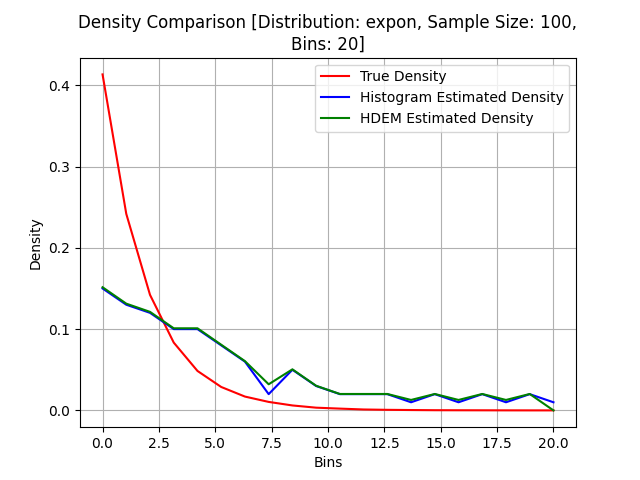 Density Comparison [Distribution: expon, Sample Size: 100,
Bins: 20]
True Density
Histogram Estimated Density
HDEM Estimated Density
Density
0.4
0.3
0.2
0.1
0.0
0.0 2.5 5.0 7.5 10.0 12.5 15.0 17.5 20.0
Bins